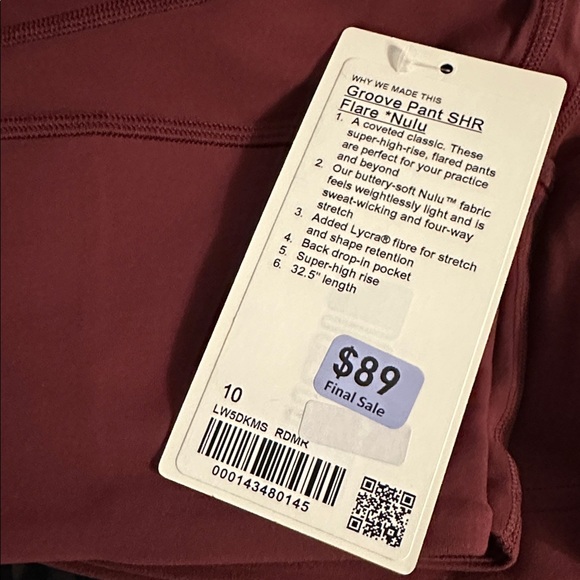 WHY WE MADE THIS
Groove Pant SHR
Flare *Nulu
1. A coveted classic. These
super-high-rise, flared pants
are perfect for your practice
and beyond
2. Our buttery-soft Nulu™ fabric
feels weightlessly light and is
sweat-wicking and four-way
stretch
3. Added Lycra® fibre for stretch
and shape retention
4. Back drop-in pocket
5. Super-high rise
6. 32.5" length
$89
Final Sale
10
LW5DKMS RDMR
000143480145